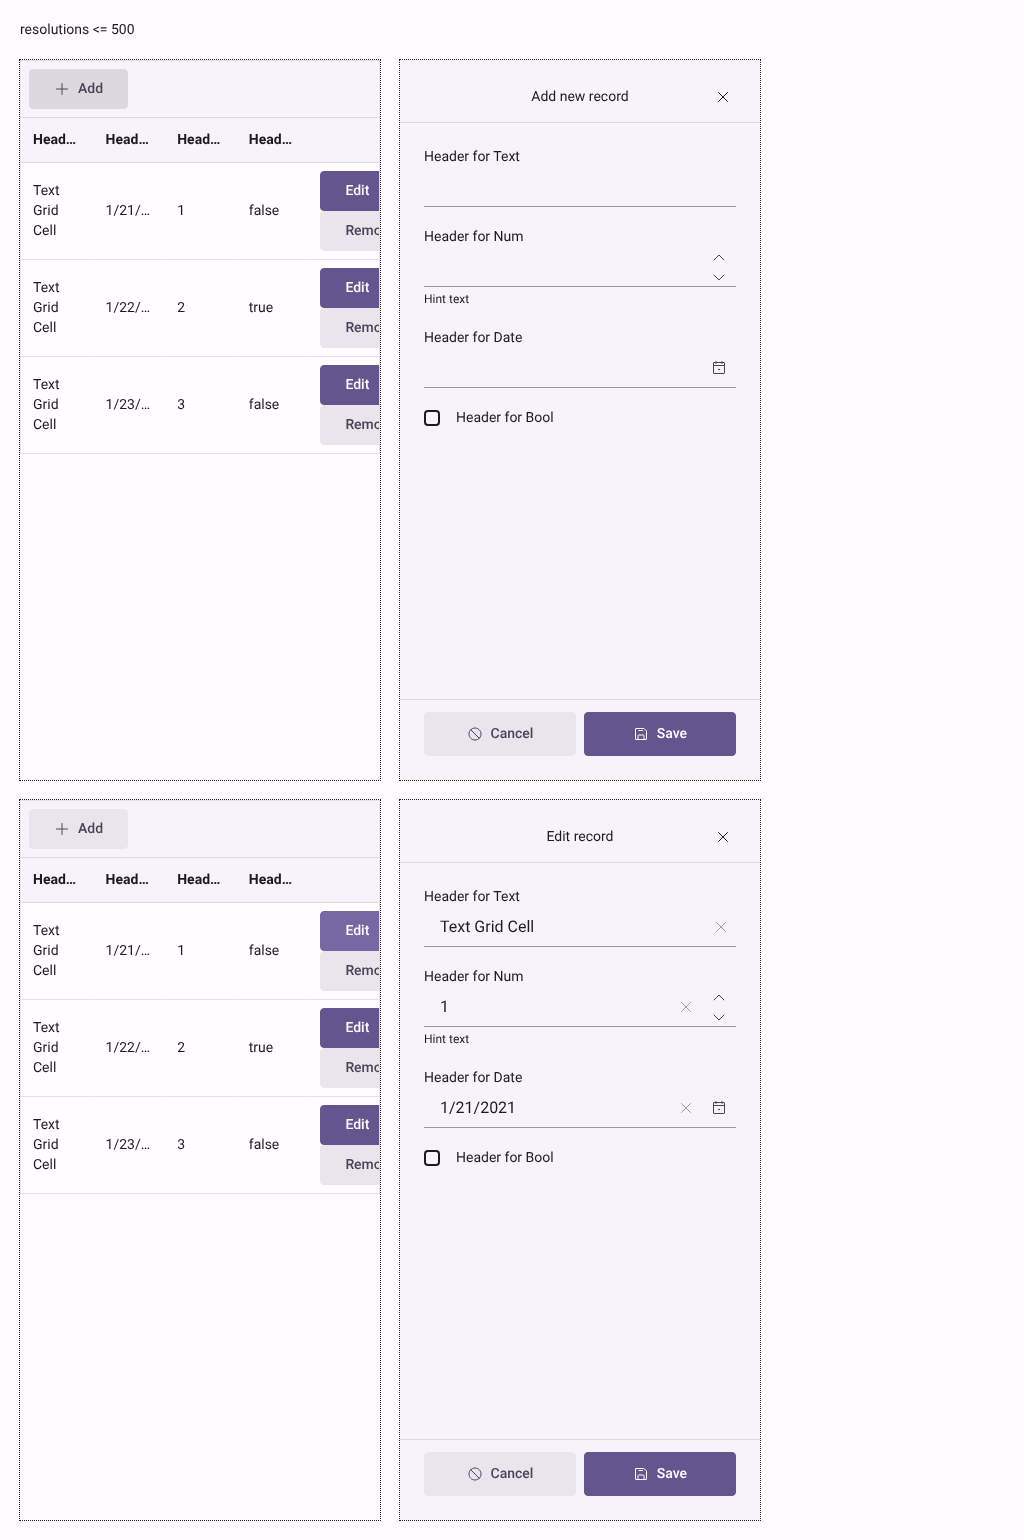 resolutions <= 500
Add
Head... Head... Head... Head...
Text
Grid
Cell
1/21/... 1 false
Edit
Remo
Text
Grid
Cell
1/22/... 2 true
Edit
Remo
Text
Grid
Cell
1/23/... 3 false
Edit
Remo
Add new record
Header for Text
Header for Num
Hint text
Header for Date
Header for Bool
Cancel Save
Add
Head... Head... Head... Head...
Text
Grid
Cell
1/21/... 1 false
Edit
Remo
Text
Grid
Cell
1/22/... 2 true
Edit
Remo
Text
Grid
Cell
1/23/... 3 false
Edit
Remo
Edit record
Header for Text
Text Grid Cell
Header for Num
1
Hint text
Header for Date
1/21/2021
Header for Bool
Cancel Save